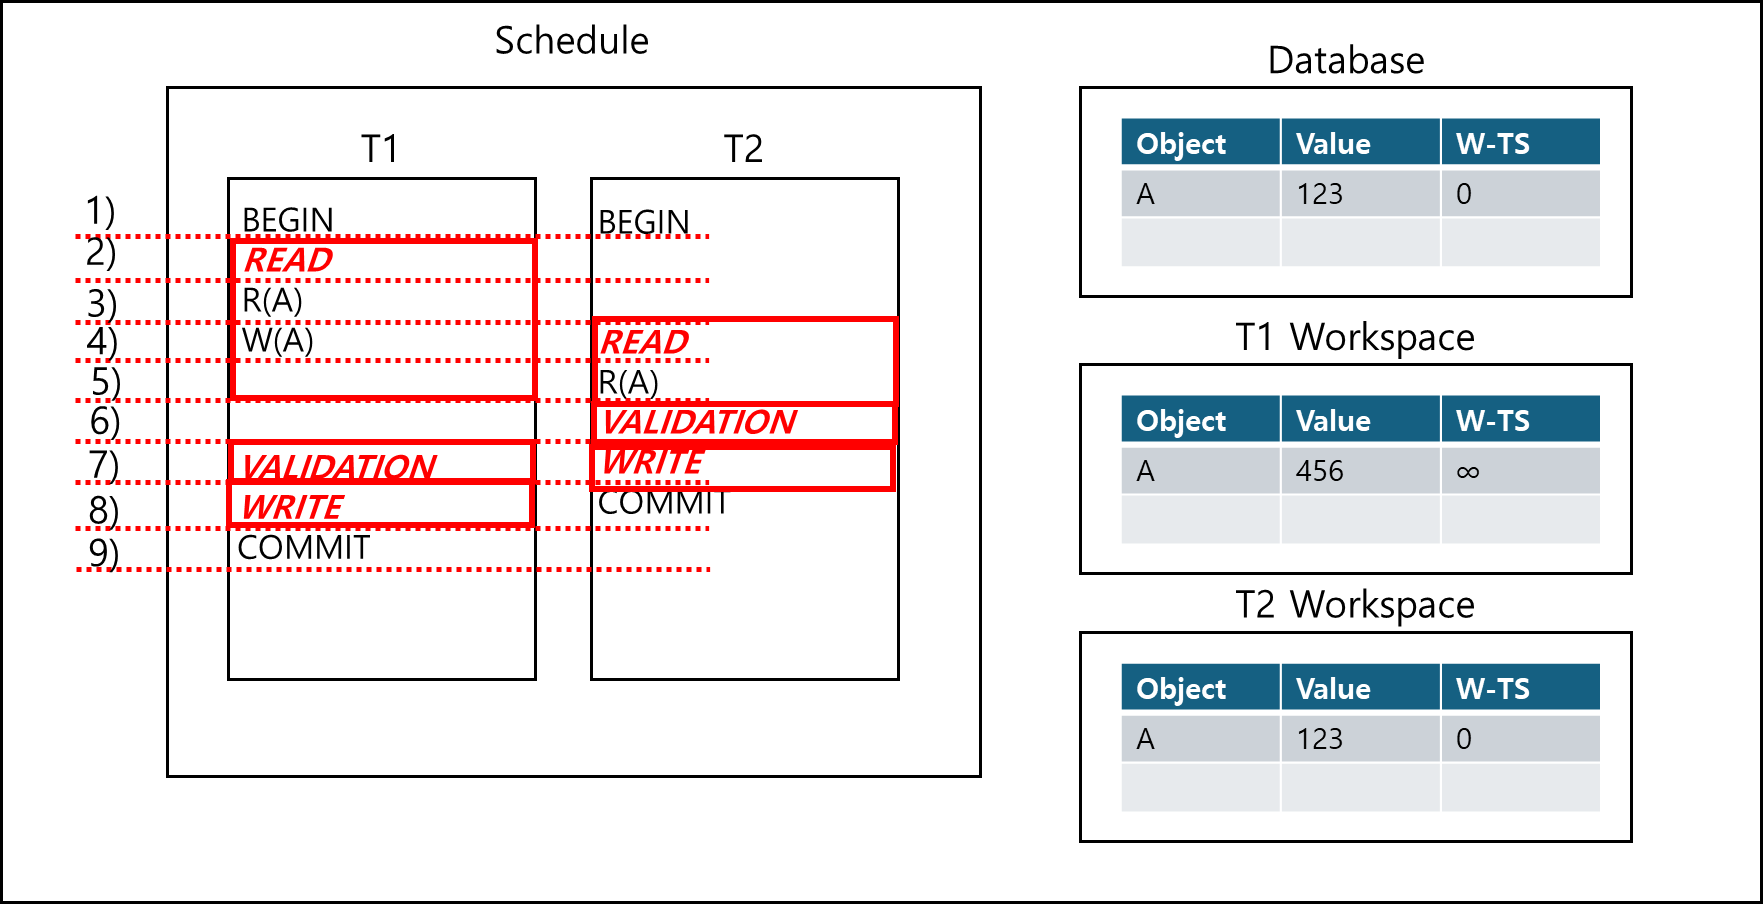 Schedule
T1
T2
1)
BEGIN
BEGIN
2)
READ
3)
R(A)
4)
W(A)
READ
5)
R(A)
6)
VALIDATION
7)
VALIDATION
WRITE
8)
WRITE
COMMIT
9)
COMMIT
Database
Object Value W-TS
A 123 0
T1 Workspace
Object Value W-TS
A 456 ∞
T2 Workspace
Object Value W-TS
A 123 0